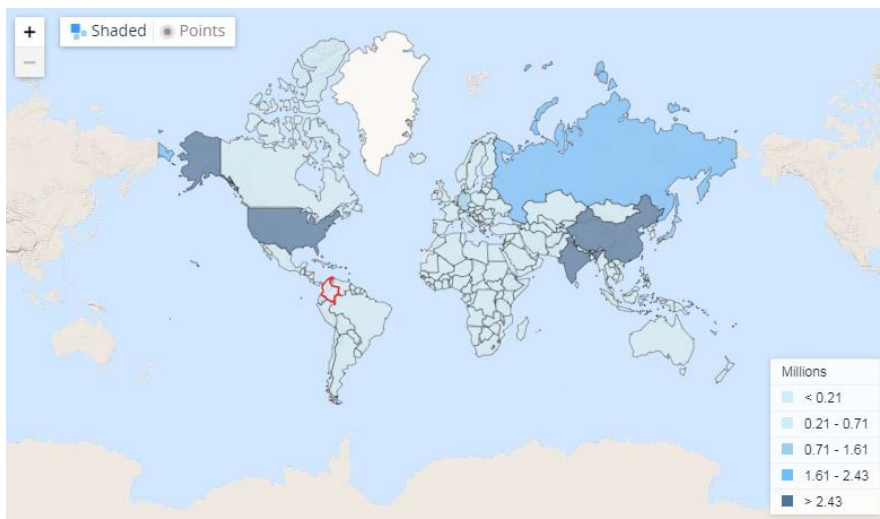 +
Shaded Points
−
Millions
< 0.21
0.21 - 0.71
0.71 - 1.61
1.61 - 2.43
> 2.43